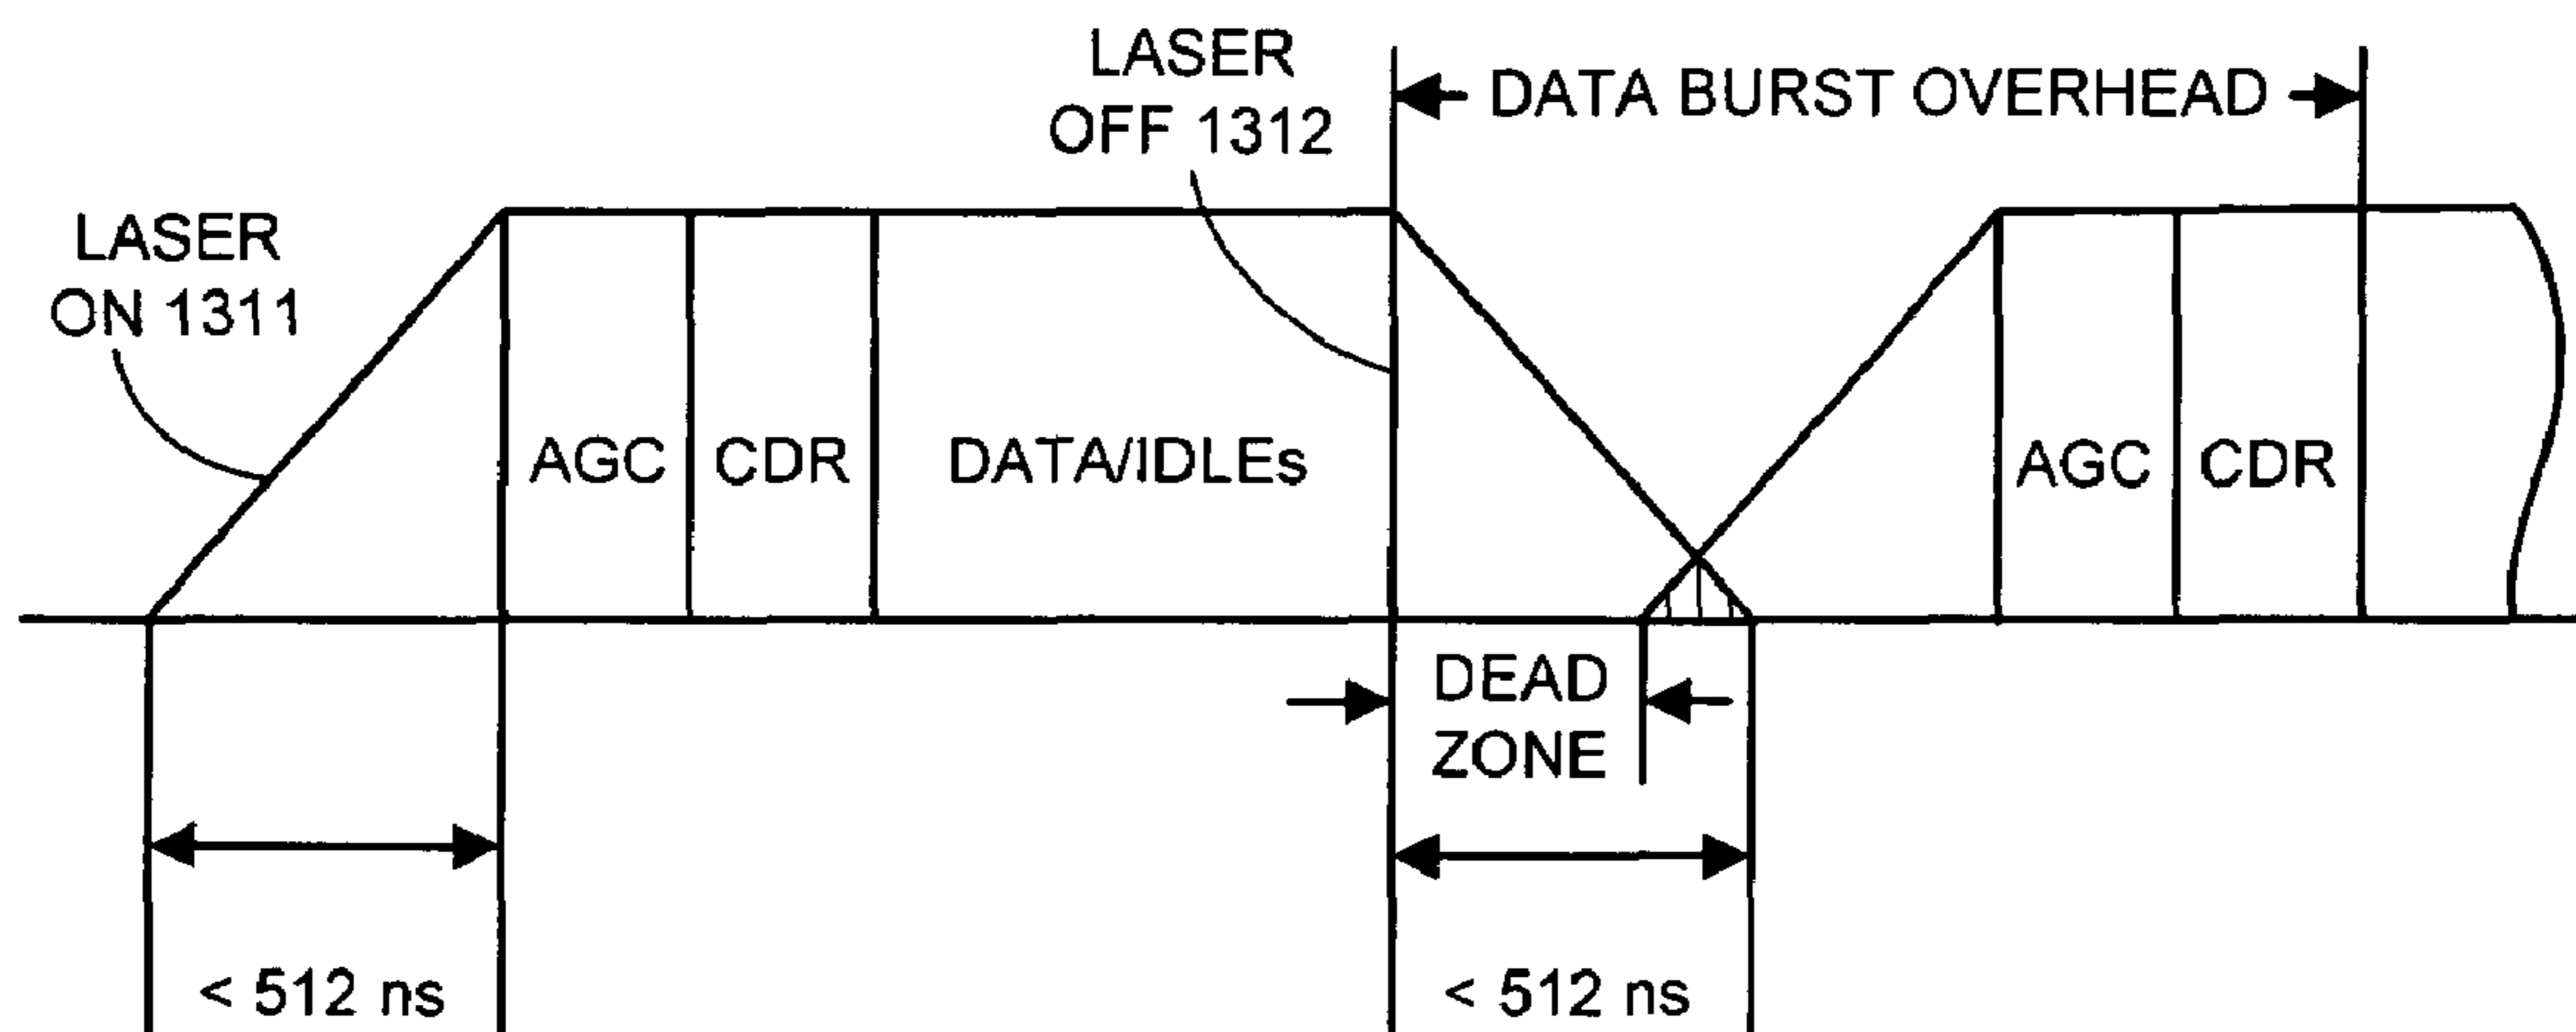 LASER
OFF 1312
DATA BURST OVERHEAD
LASER
ON 1311
AGC
CDR
DATA/IDLEs
AGC
CDR
DEAD
ZONE
< 512 ns
< 512 ns